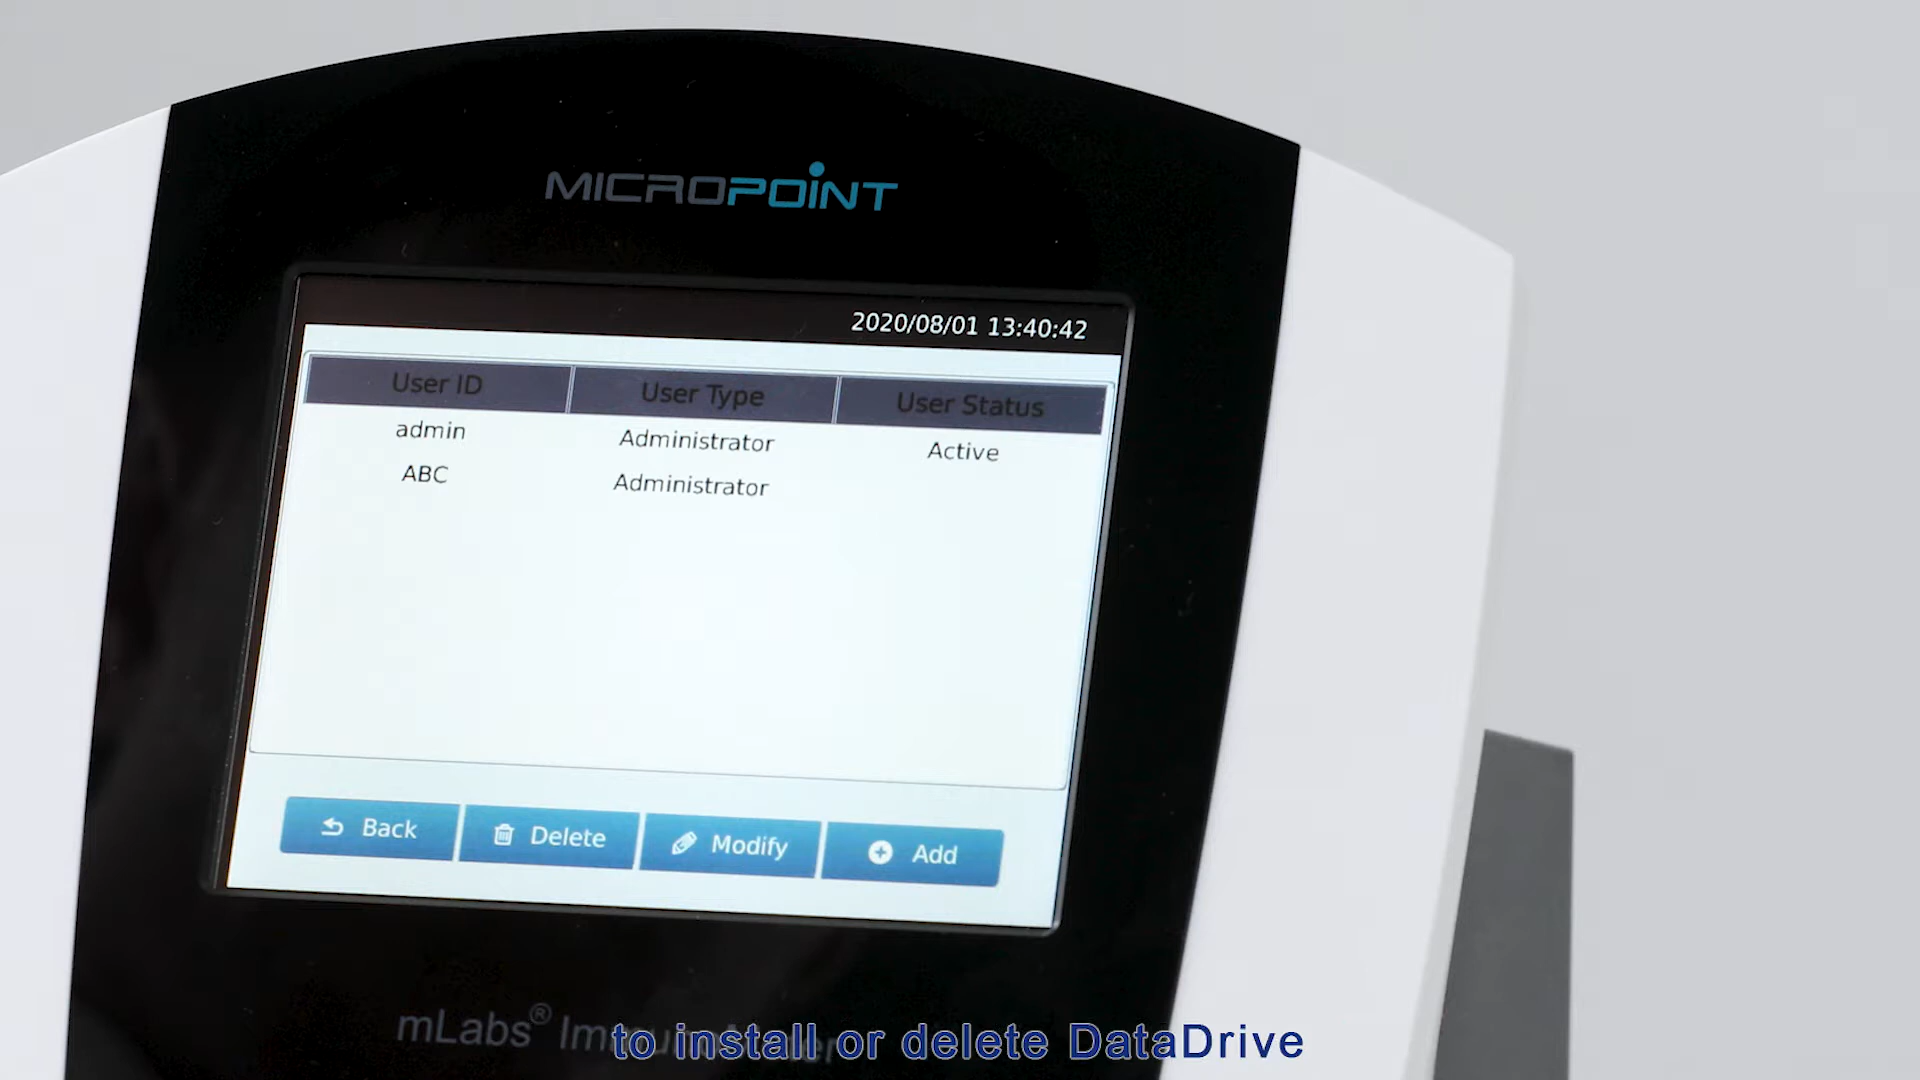 MICROPOINT
2020/08/01 13:40:42
User ID User Type User Status
admin Administrator Active
ABC Administrator
Back Delete Modify Add
mLabs®
to install or delete DataDrive